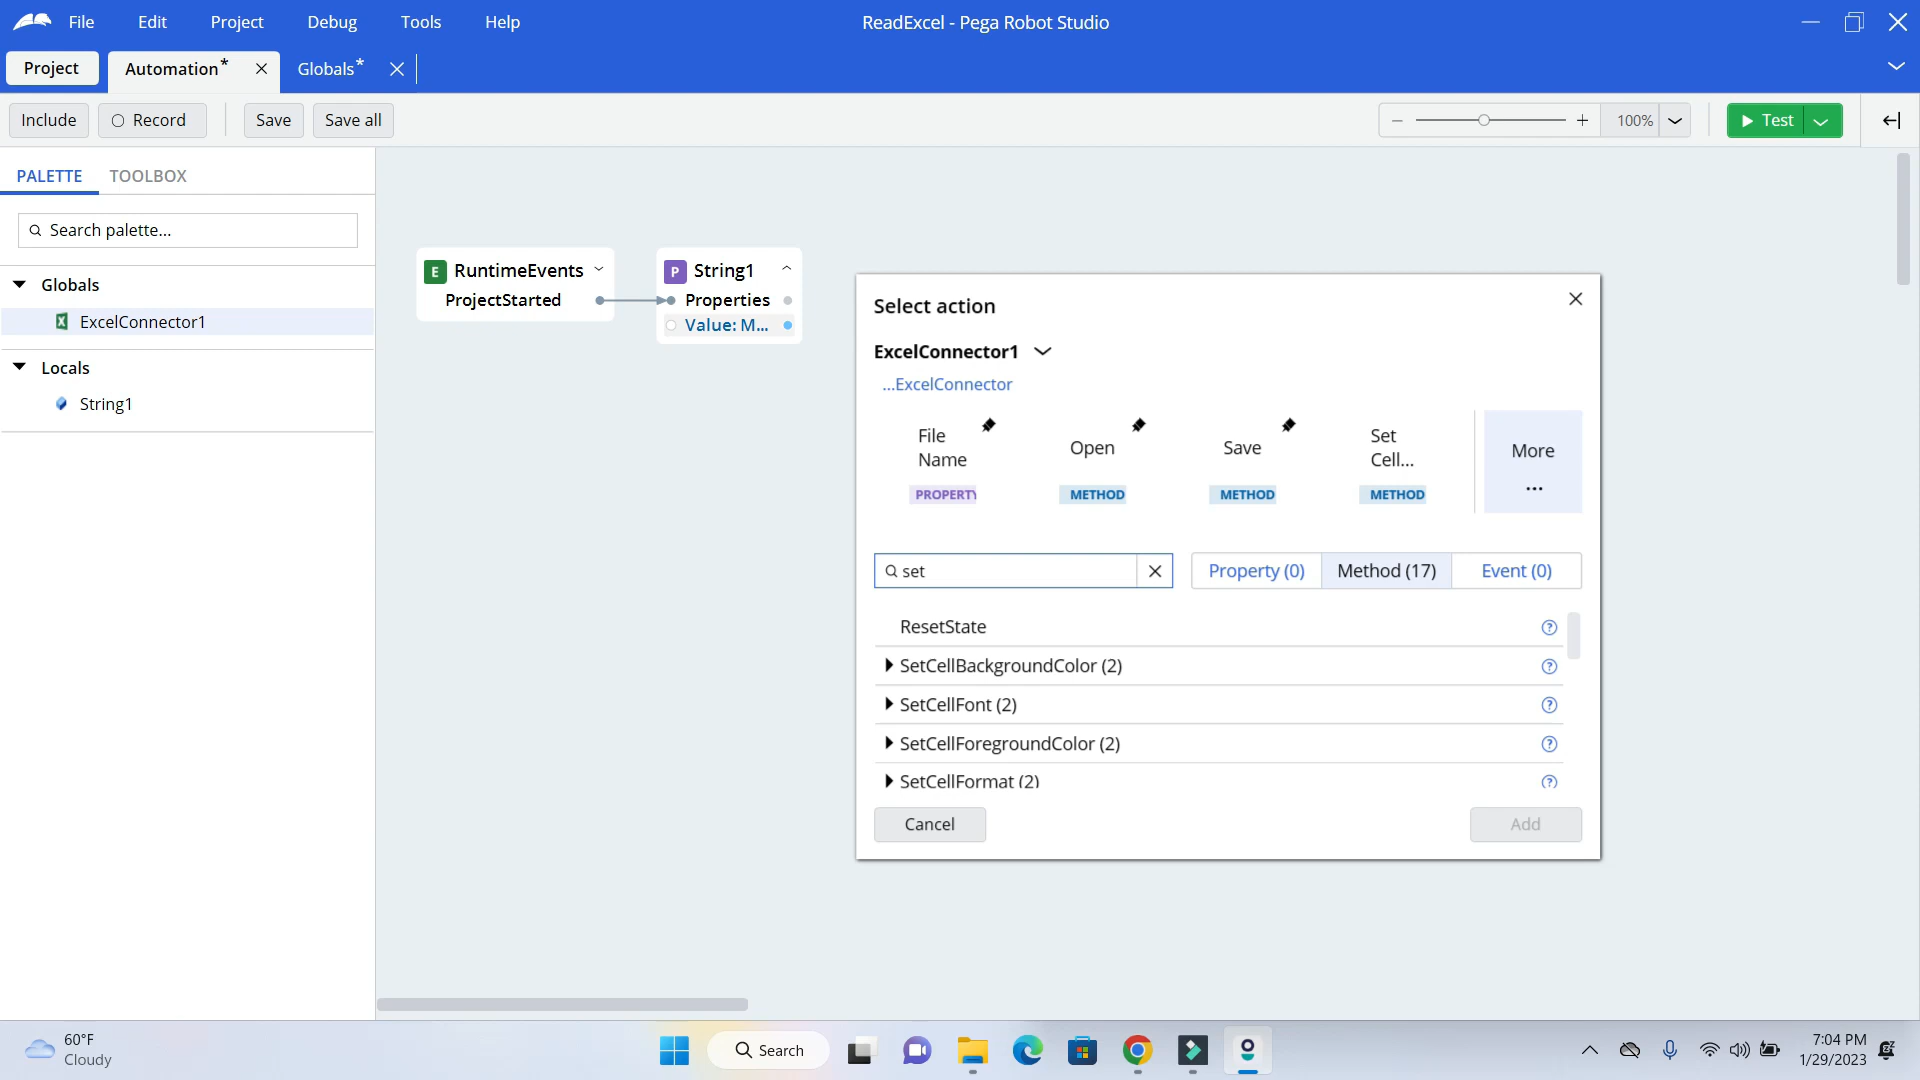 File Edit Project Debug Tools Help
ReadExcel - Pega Robot Studio
Project Automation* Globals*
Include Record Save Save all
100% Test
PALETTE TOOLBOX
Search palette...
Globals
ExcelConnector1
Locals
String1
E RuntimeEvents
ProjectStarted
P String1
Properties
Value: M...
Select action
ExcelConnector1
...ExcelConnector
File Name
PROPERTY
Open
METHOD
Save
METHOD
Set Cell...
METHOD
More
...
set
Property (0) Method (17) Event (0)
ResetState
SetCellBackgroundColor (2)
SetCellFont (2)
SetCellForegroundColor (2)
SetCellFormat (2)
Cancel Add
60°F
Cloudy
Search
7:04 PM
1/29/2023